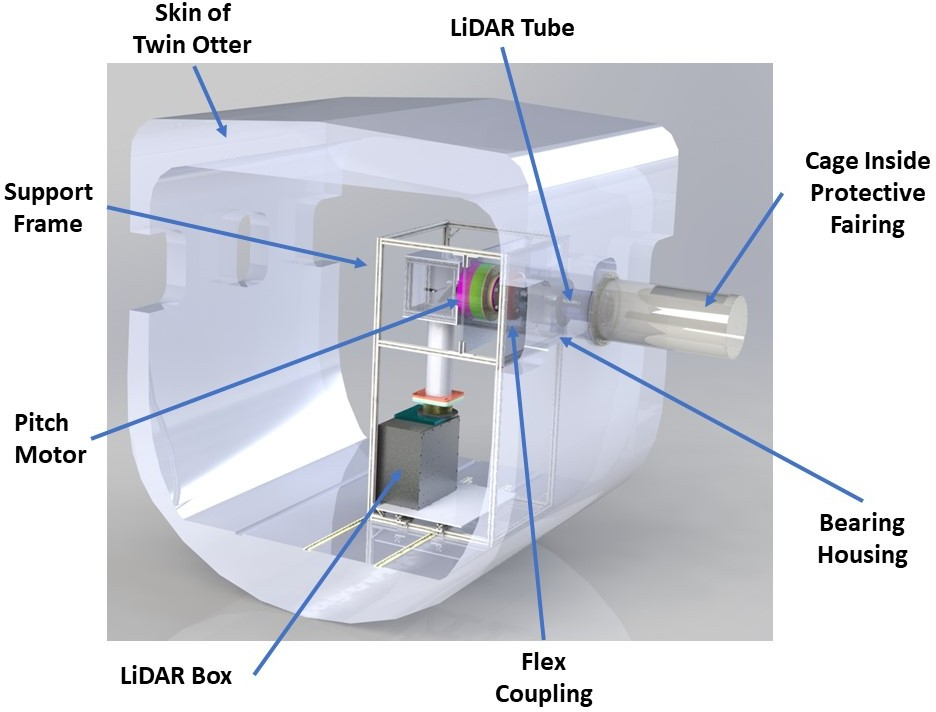 Skin of
Twin Otter
LiDAR Tube
Cage Inside
Protective
Fairing
Support
Frame
Pitch
Motor
Bearing
Housing
LiDAR Box
Flex
Coupling